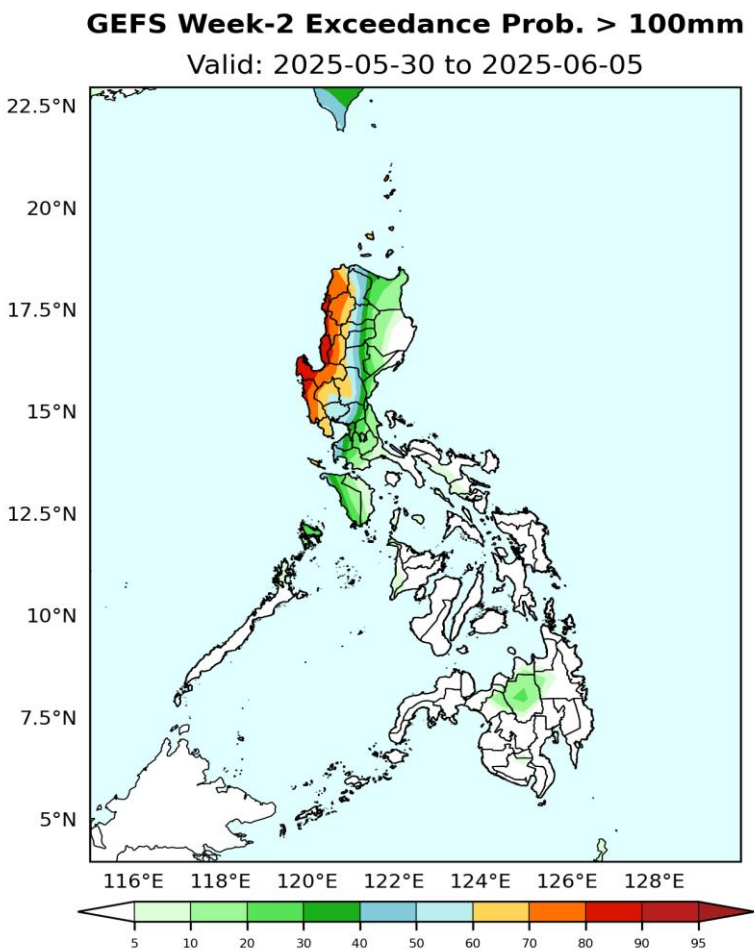 GEFS Week-2 Exceedance Prob. > 100mm
Valid: 2025-05-30 to 2025-06-05
22.5°N
20°N
17.5°N
15°N
12.5°N
10°N
7.5°N
5°N
116°E 118°E 120°E 122°E 124°E 126°E 128°E
5 10 20 30 40 50 60 70 80 90 95